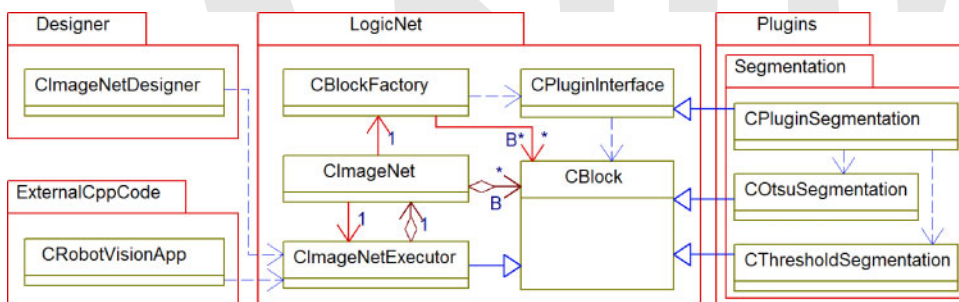 Designer
LogicNet
Plugins
CImageNetDesigner
CBlockFactory
CPluginInterface
Segmentation
CPluginSegmentation
1
B*
*
CImageNet
*
B
CBlock
COtsuSegmentation
ExternalCppCode
1
1
CRobotVisionApp
CImageNetExecutor
CThresholdSegmentation